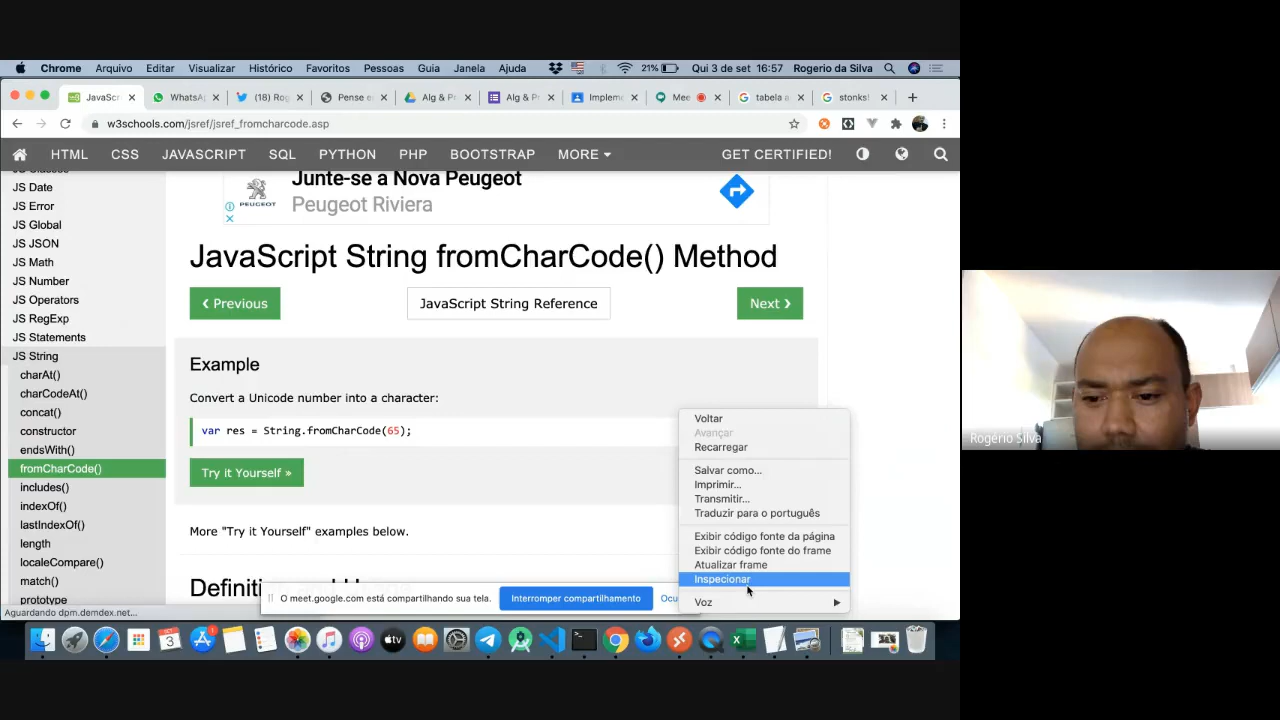 Chrome Arquivo Editar Visualizar Histórico Favoritos Pessoas Guia Janela Ajuda 21% Qui 3 de set 16:57 Rogerio da Silva
JavaSc WhatsA (18) Rog Pense e Alg & P Alg & P Implem Mee tabela a stonks!
w3schools.com/jsref/jsref_fromcharcode.asp
HTML CSS JAVASCRIPT SQL PYTHON PHP BOOTSTRAP MORE GET CERTIFIED!
JS Date
JS Error
JS Global
JS JSON
JS Math
JS Number
JS Operators
JS RegExp
JS Statements
JS String
charAt()
charCodeAt()
concat()
constructor
endsWith()
fromCharCode()
includes()
indexOf()
lastIndexOf()
length
localeCompare()
match()
prototype
PEUGEOT
Junte-se a Nova Peugeot
Peugeot Riviera
JavaScript String fromCharCode() Method
❮ Previous
JavaScript String Reference
Next ❯
Example
Convert a Unicode number into a character:
var res = String.fromCharCode(65);
Try it Yourself »
More "Try it Yourself" examples below.
Voltar
Avançar
Recarregar
Salvar como...
Imprimir...
Transmitir...
Traduzir para o português
Exibir código fonte da página
Exibir código fonte do frame
Atualizar frame
Inspecionar
Voz
O meet.google.com está compartilhando sua tela. Interromper compartilhamento Ocu
Aguardando dpm.demdex.net...
Rogério Silva